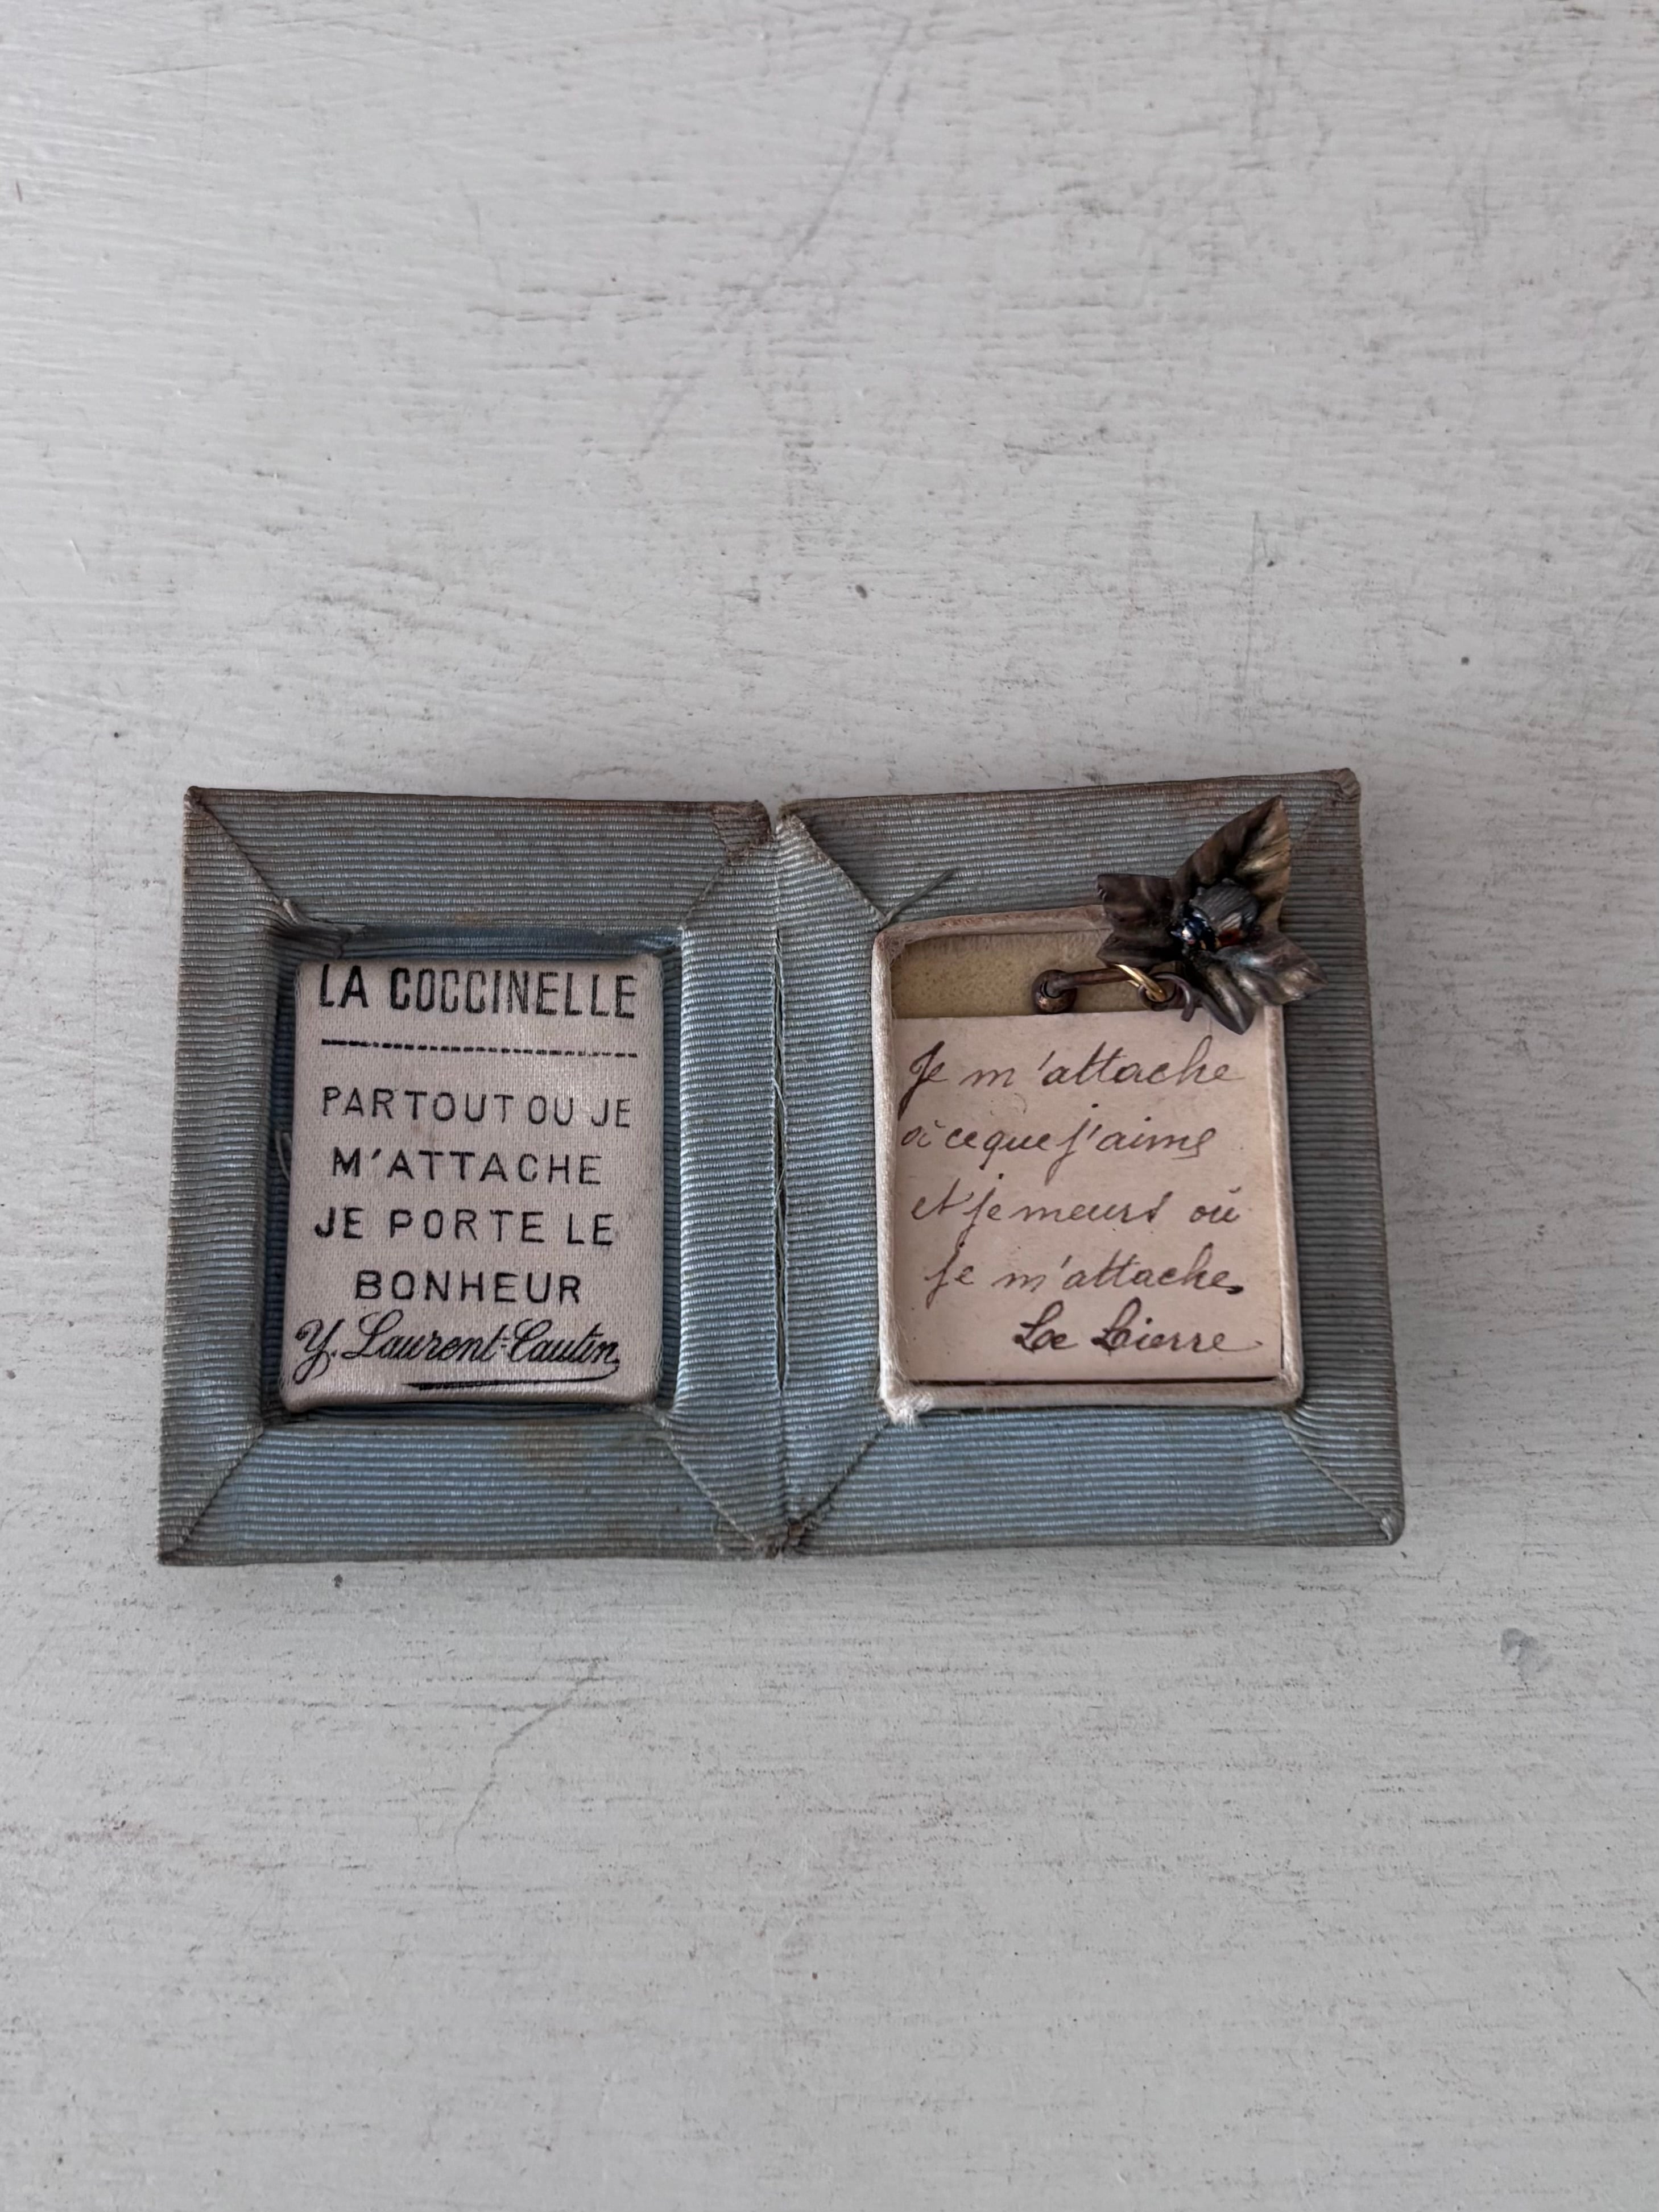 LA COCCINELLE
PARTOUT OU JE
M'ATTACHE
JE PORTE LE
BONHEUR
Y. Laurent-Cautin
Je m'attache
à ce que j'aime
et je meurs où
je m'attache
Le Lierre